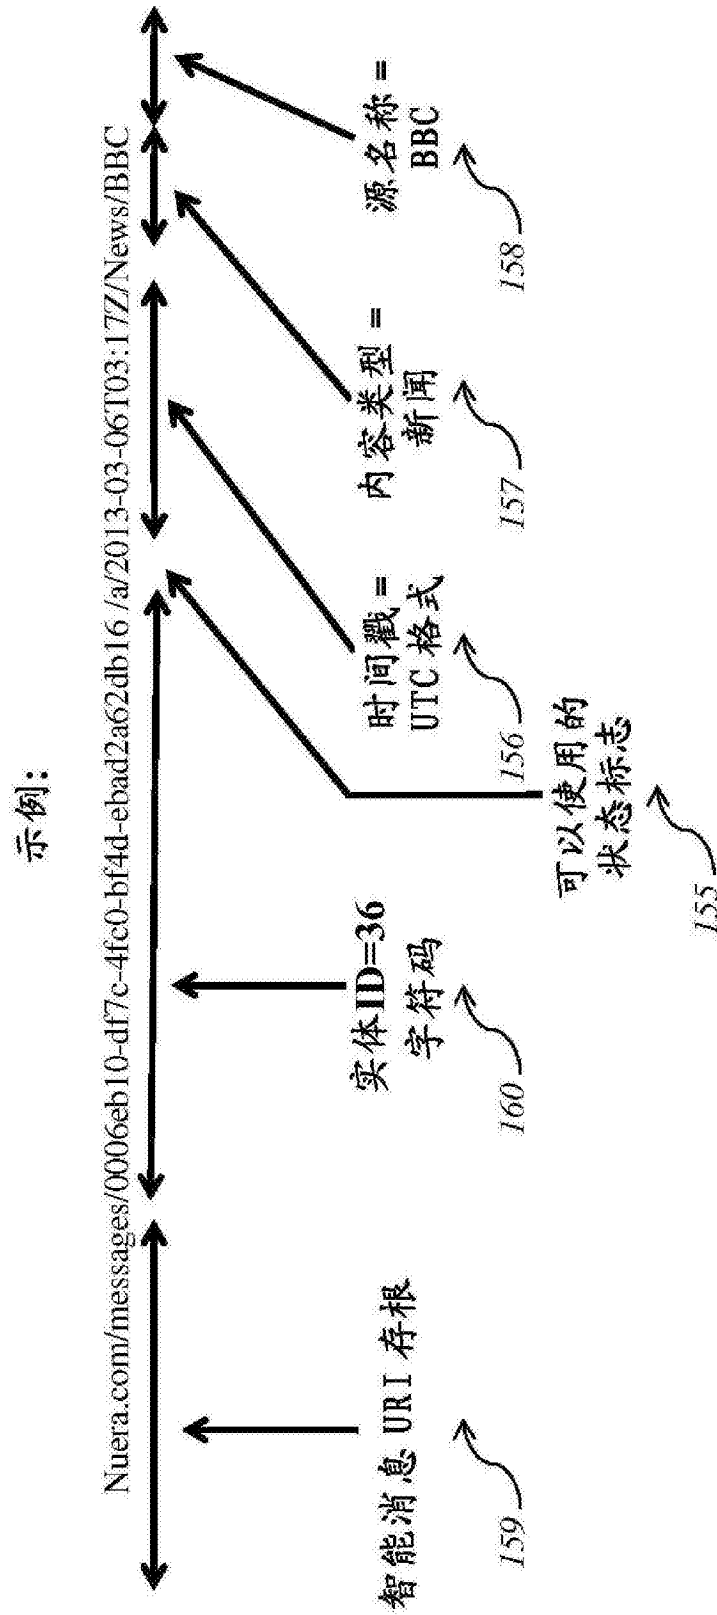 示例:
Nuera.com/messages/0006eb10-df7c-4fc0-bf4d-ebad2a62db16 /a/2013-03-06T03:17Z/News/BBC
智能消息 URI 存根
159
实体ID=36
字符码
160
可以使用的
状态标志
155
时间戳 =
UTC 格式
156
内容类型 =
新闻
157
源名称 =
BBC
158